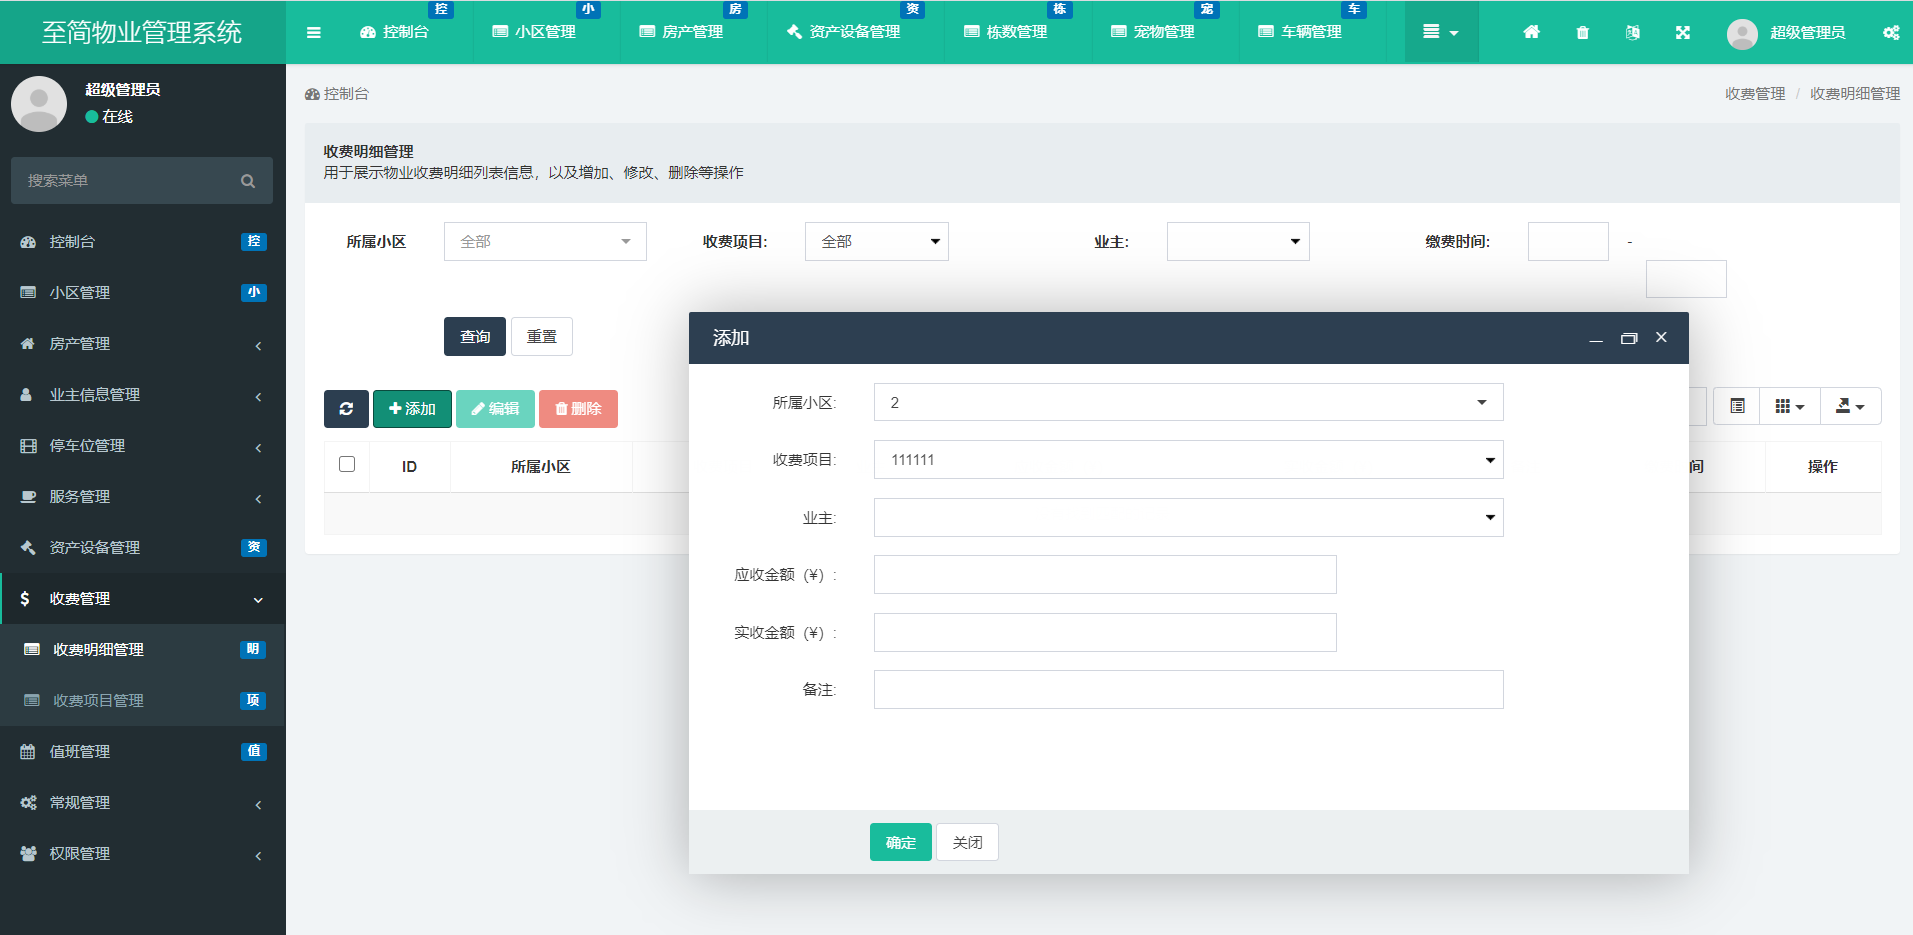 至简物业管理系统
控制台 控
小区管理 小
房产管理 房
资产设备管理 资
栋数管理 栋
宠物管理 宠
车辆管理 车
超级管理员
超级管理员
在线
搜索菜单
控制台 控
小区管理 小
房产管理
业主信息管理
停车位管理
服务管理
资产设备管理 资
收费管理
收费明细管理 明
收费项目管理 项
值班管理 值
常规管理
权限管理
控制台
收费管理 / 收费明细管理
收费明细管理
用于展示物业收费明细列表信息，以及增加、修改、删除等操作
所属小区 全部 收费项目: 全部 业主: 缴费时间: -
查询 重置
添加 编辑 删除
ID 所属小区 间 操作
添加
所属小区: 2
收费项目: 111111
业主:
应收金额（¥）:
实收金额（¥）:
备注:
确定 关闭